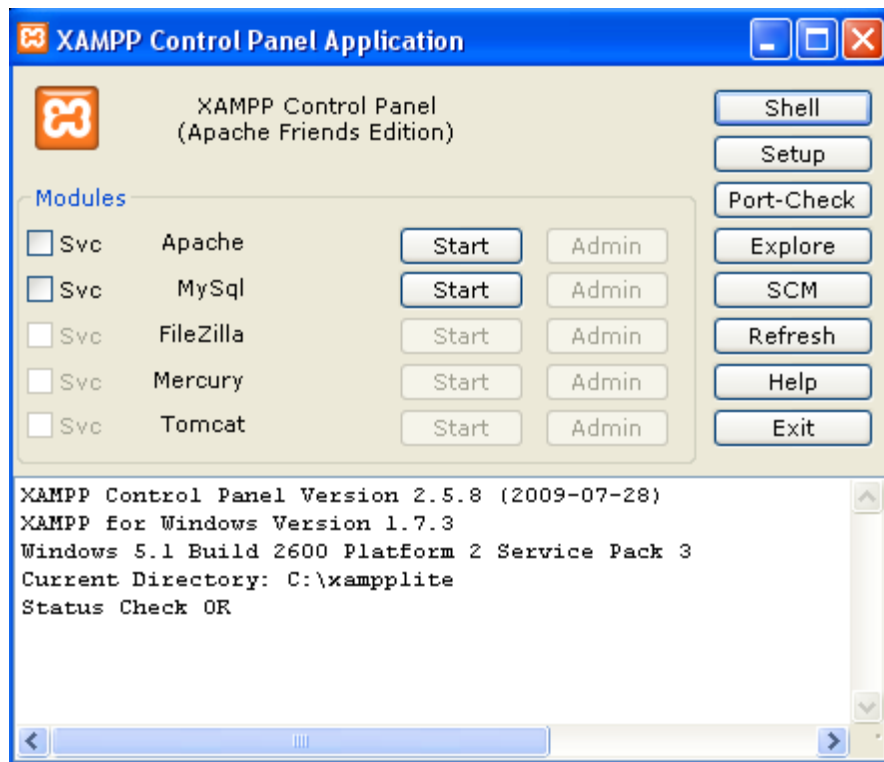 XAMPP Control Panel Application
XAMPP Control Panel
(Apache Friends Edition)
Shell
Setup
Modules
Port-Check
Svc Apache Start Admin Explore
Svc MySql Start Admin SCM
Svc FileZilla Start Admin Refresh
Svc Mercury Start Admin Help
Svc Tomcat Start Admin Exit
XAMPP Control Panel Version 2.5.8 (2009-07-28)
XAMPP for Windows Version 1.7.3
Windows 5.1 Build 2600 Platform 2 Service Pack 3
Current Directory: C:\xampplite
Status Check OK